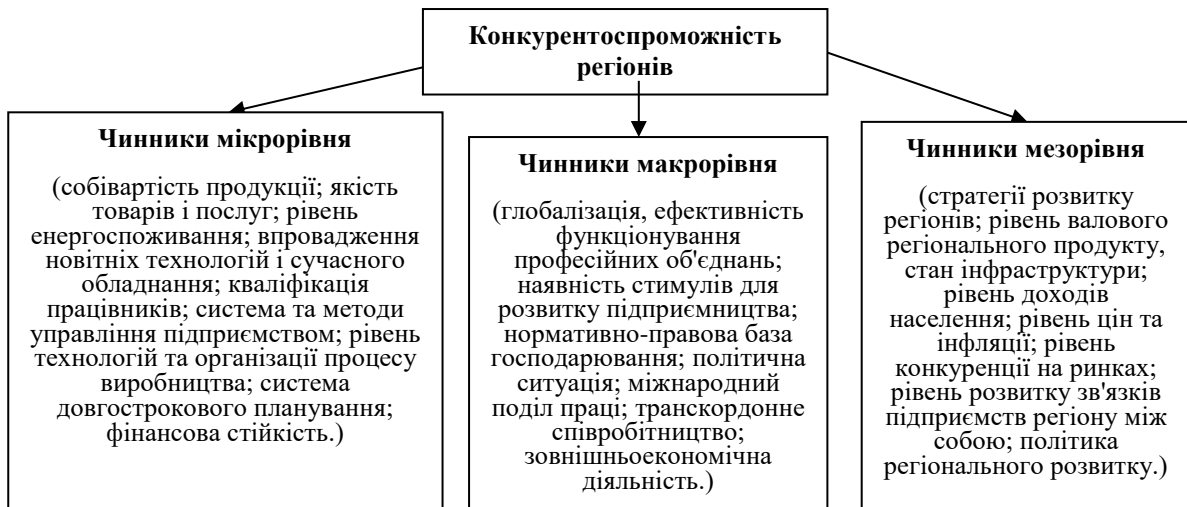 Конкурентоспроможність
регіонів
Чинники мікрорівня
(собівартість продукції; якість
товарів і послуг; рівень
енергоспоживання; впровадження
новітніх технологій і сучасного
обладнання; кваліфікація
працівників; система та методи
управління підприємством; рівень
технологій та організації процесу
виробництва; система
довгострокового планування;
фінансова стійкість.)
Чинники макрорівня
(глобалізація, ефективність
функціонування
професійних об'єднань;
наявність стимулів для
розвитку підприємництва;
нормативно-правова база
господарювання; політична
ситуація; міжнародний
поділ праці; транскордонне
співробітництво;
зовнішньоекономічна
діяльність.)
Чинники мезорівня
(стратегії розвитку
регіонів; рівень валового
регіонального продукту,
стан інфраструктури;
рівень доходів
населення; рівень цін та
інфляції; рівень
конкуренції на ринках;
рівень розвитку зв'язків
підприємств регіону між
собою; політика
регіонального розвитку.)